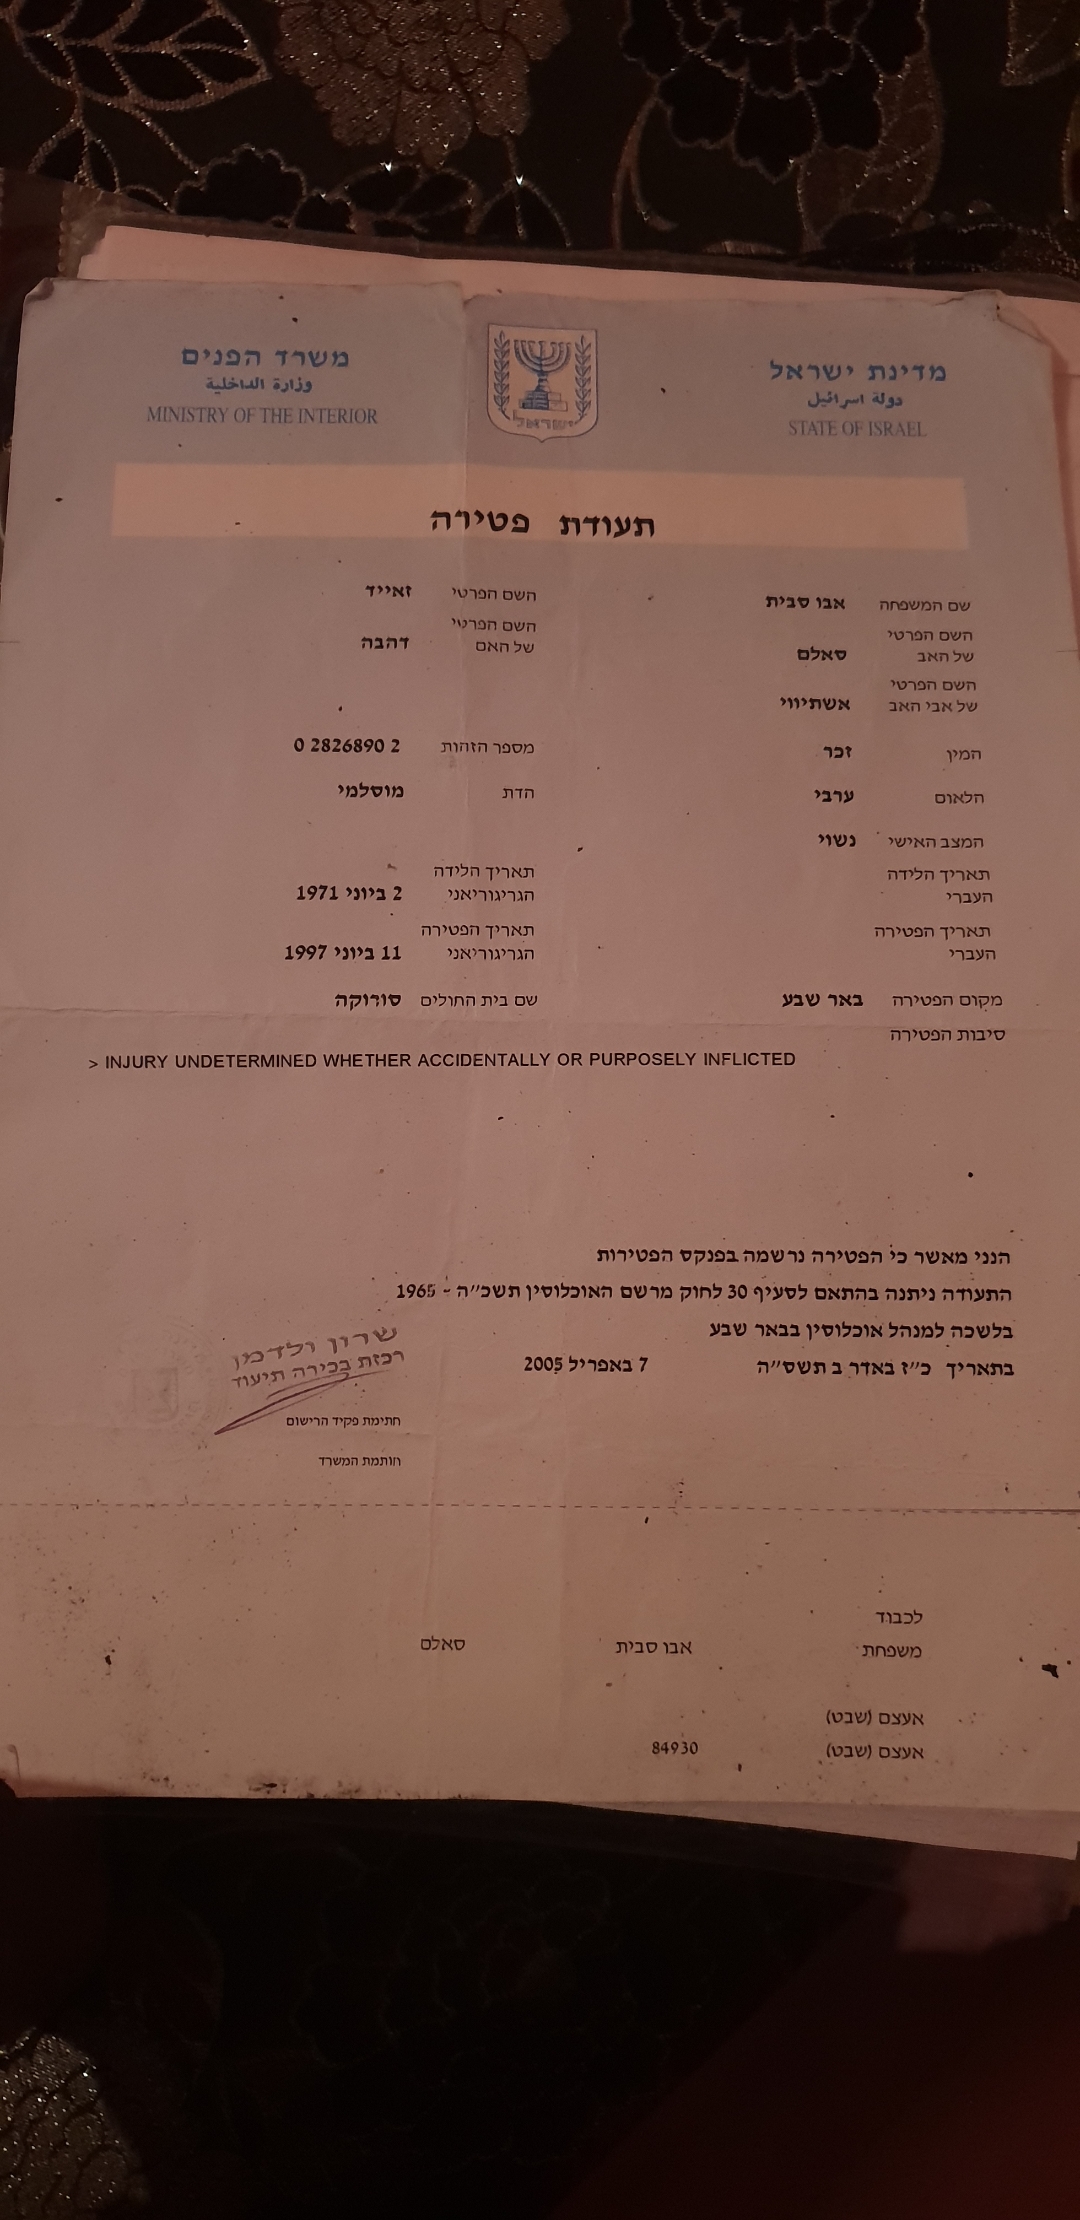 מדינת ישראל
دولة اسرائيل
STATE OF ISRAEL
ישראל
משרד הפנים
وزارة الداخلية
MINISTRY OF THE INTERIOR
תעודת פטירה
שם המשפחה אבו סבית השם הפרטי זאייד
השם הפרטי של האב סאלם השם הפרטי של האם דהבה
השם הפרטי של אבי האב אשתיווי
המין זכר מספר הזהות 0 2826890 2
הלאום ערבי הדת מוסלמי
המצב האישי נשוי
תאריך הלידה העברי תאריך הלידה הגריגוריאני 2 ביוני 1971
תאריך הפטירה העברי תאריך הפטירה הגריגוריאני 11 ביוני 1997
מקום הפטירה באר שבע שם בית החולים סורוקה
סיבות הפטירה
> INJURY UNDETERMINED WHETHER ACCIDENTALLY OR PURPOSELY INFLICTED
הנני מאשר כי הפטירה נרשמה בפנקס הפטירות
התעודה ניתנה בהתאם לסעיף 30 לחוק מרשם האוכלוסין תשכ"ה - 1965
בלשכה למנהל אוכלוסין בבאר שבע
בתאריך כ"ז באדר ב תשס"ה 7 באפריל 2005
שרון ולדמן
רכזת בכירה תיעוד
חתימת פקיד הרישום
חותמת המשרד
לכבוד
משפחת אבו סבית סאלם
אעצם (שבט)
אעצם (שבט) 84930